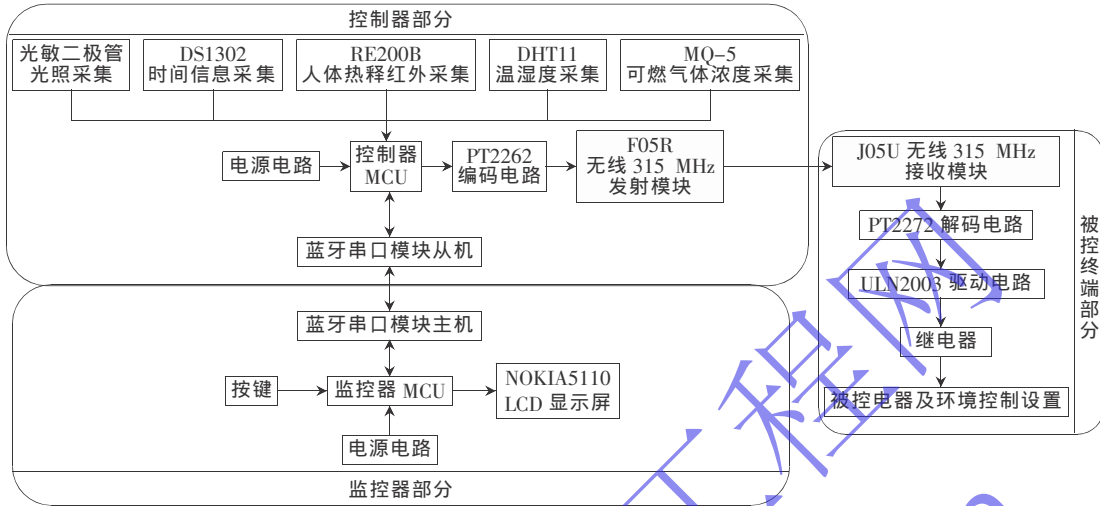 控制器部分
光敏二极管
光照采集
DS1302
时间信息采集
RE200B
人体热释红外采集
DHT11
温湿度采集
MQ-5
可燃气体浓度采集
电源电路
控制器
MCU
PT2262
编码电路
F05R
无线 315 MHz
发射模块
J05U 无线 315 MHz
接收模块
PT2272 解码电路
ULN2003 驱动电路
继电器
被控电器及环境控制设置
被控终端部分
蓝牙串口模块从机
蓝牙串口模块主机
按键
监控器 MCU
NOKIA5110
LCD 显示屏
电源电路
监控器部分
工程网